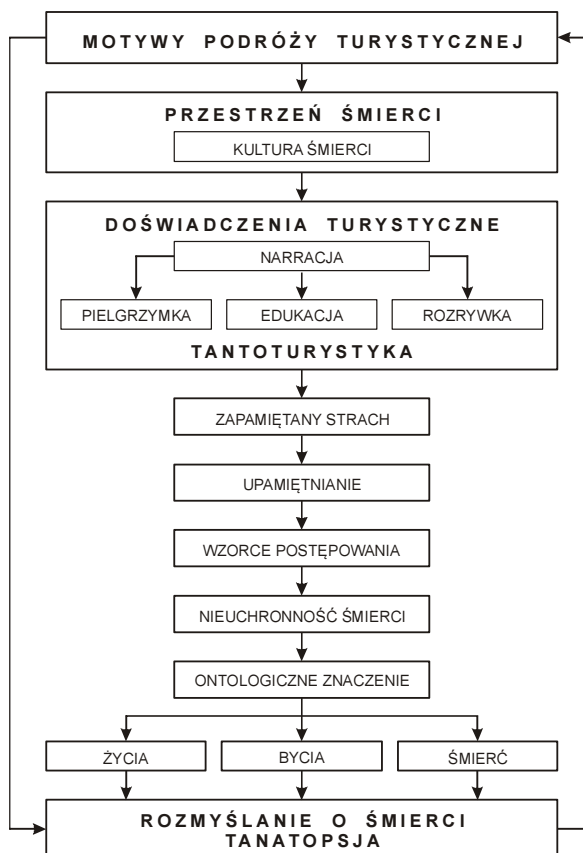 MOTYWY PODRÓŻY TURYSTYCZNEJ
PRZESTRZEŃ ŚMIERCI
KULTURA ŚMIERCI
DOŚWIADCZENIA TURYSTYCZNE
NARRACJA
PIELGRZYMKA EDUKACJA ROZRYWKA
TANTOTURYSTYKA
ZAPAMIĘTANY STRACH
UPAMIĘTNIANIE
WZORCE POSTĘPOWANIA
NIEUCHRONNOŚĆ ŚMIERCI
ONTOLOGICZNE ZNACZENIE
ŻYCIA BYCIA ŚMIERĆ
ROZMYŚLANIE O ŚMIERCI
TANATOPSJA